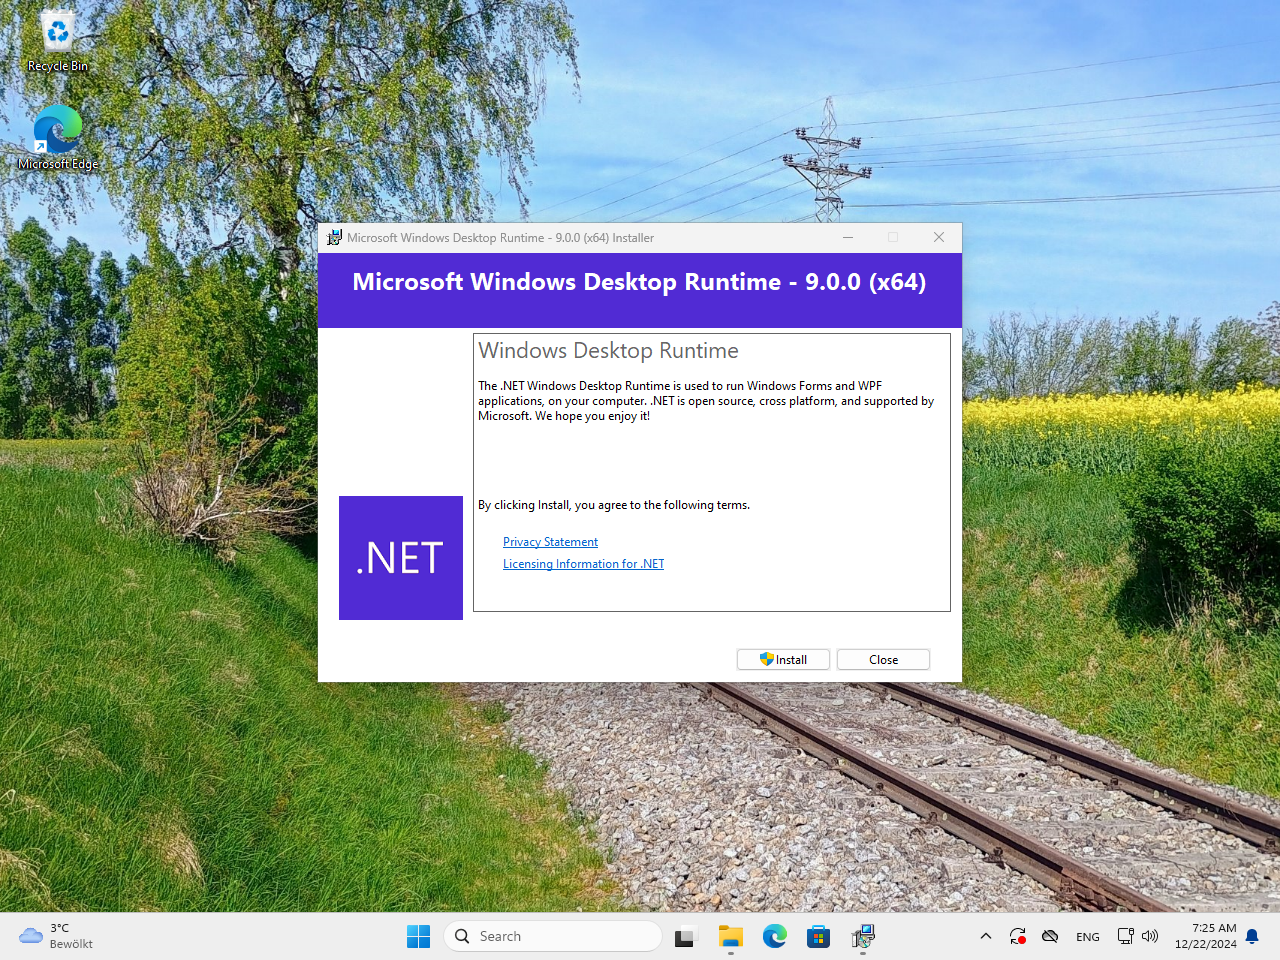 Recycle Bin
Microsoft Edge
Microsoft Windows Desktop Runtime - 9.0.0 (x64) Installer
Microsoft Windows Desktop Runtime - 9.0.0 (x64)
Windows Desktop Runtime
The .NET Windows Desktop Runtime is used to run Windows Forms and WPF
applications, on your computer. .NET is open source, cross platform, and supported by
Microsoft. We hope you enjoy it!
By clicking Install, you agree to the following terms.
Privacy Statement
Licensing Information for .NET
.NET
Install
Close
3°C
Bewölkt
Search
ENG
7:25 AM
12/22/2024